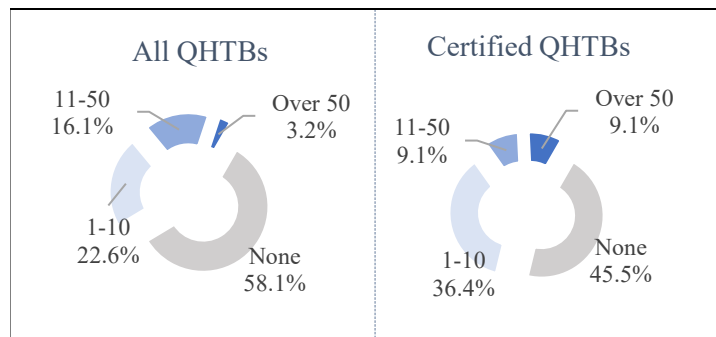 All QHTBs
11-50
16.1%
Over 50
3.2%
1-10
22.6%
None
58.1%
Certified QHTBs
Over 50
9.1%
11-50
9.1%
1-10
36.4%
None
45.5%